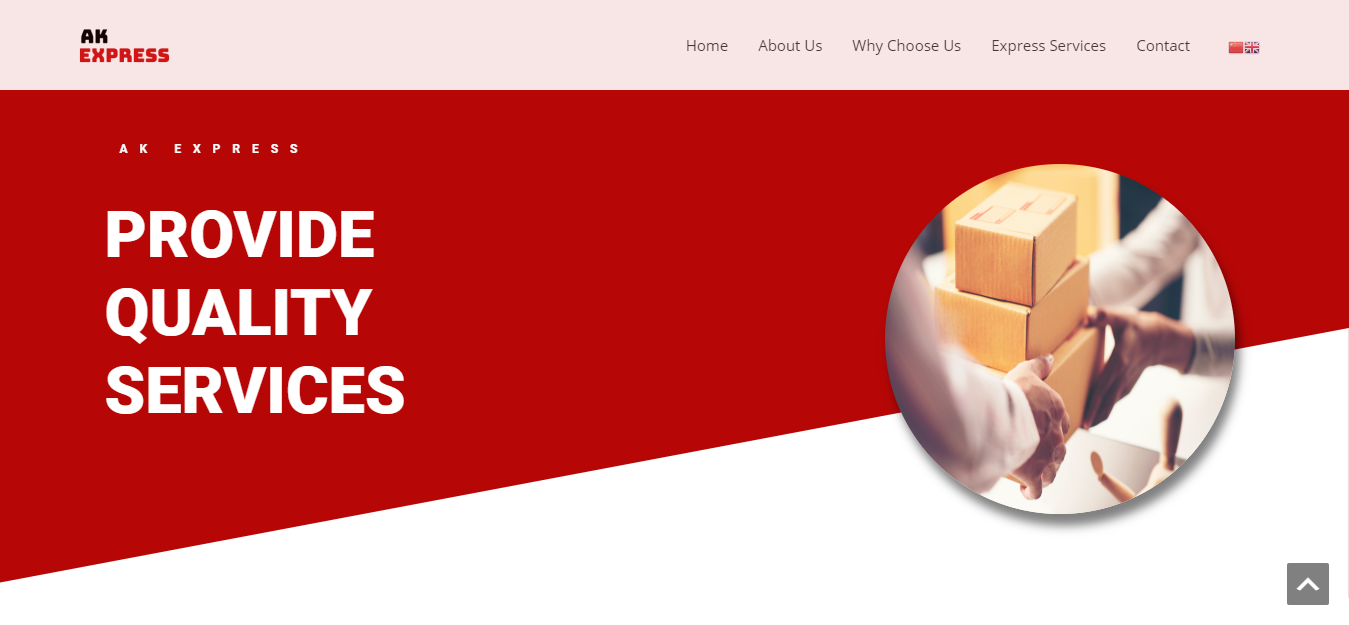 AK
EXPRESS
Home About Us Why Choose Us Express Services Contact
AK EXPRESS
PROVIDE
QUALITY
SERVICES